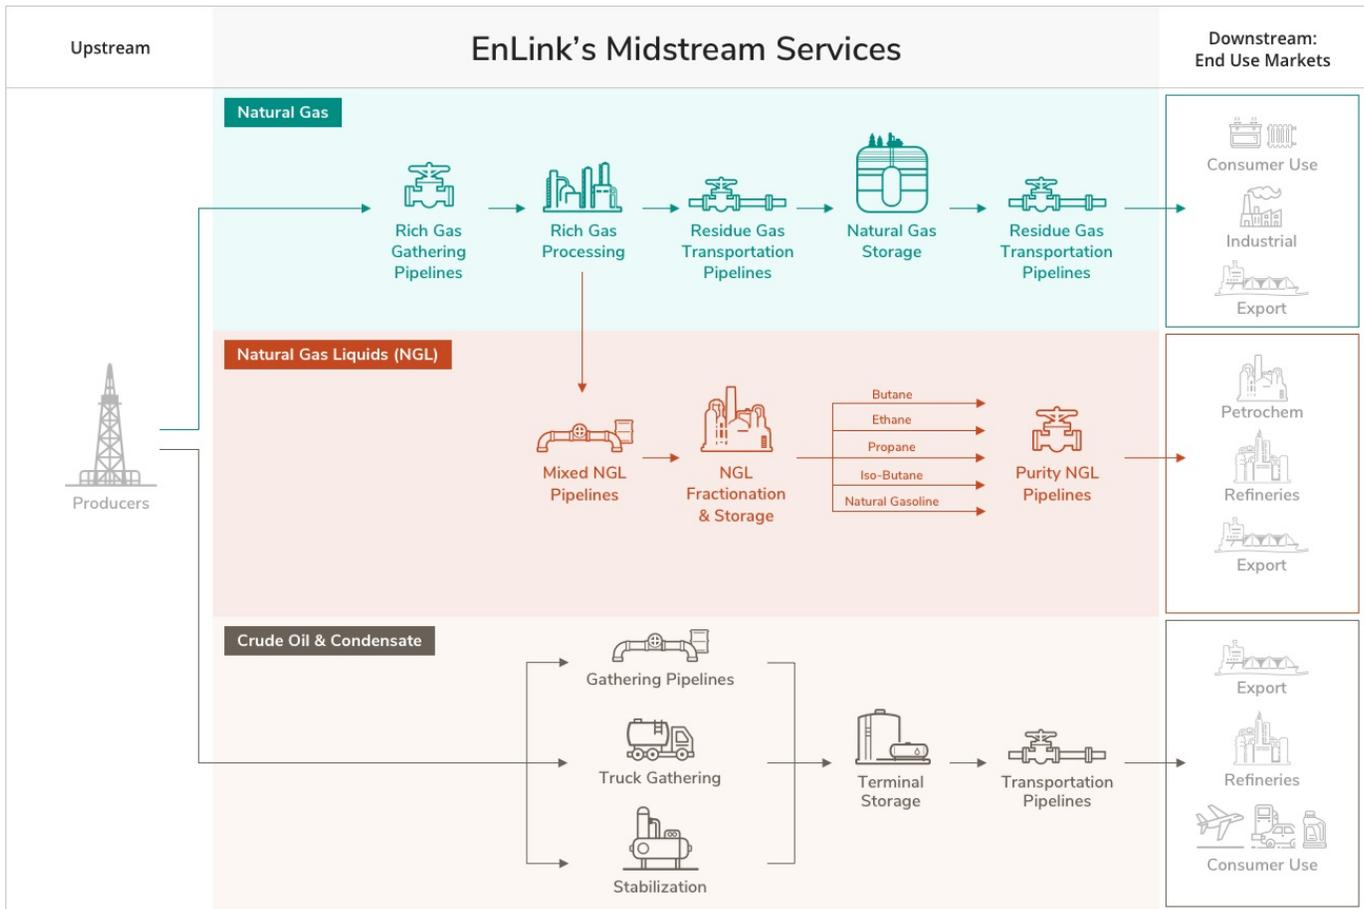 Upstream
EnLink's Midstream Services
Downstream:
End Use Markets
Natural Gas
Rich Gas
Gathering
Pipelines
Rich Gas
Processing
Residue Gas
Transportation
Pipelines
Natural Gas
Storage
Residue Gas
Transportation
Pipelines
Consumer Use
Industrial
Export
Producers
Natural Gas Liquids (NGL)
Mixed NGL
Pipelines
NGL
Fractionation
& Storage
Butane
Ethane
Propane
Iso-Butane
Natural Gasoline
Purity NGL
Pipelines
Petrochem
Refineries
Export
Crude Oil & Condensate
Gathering Pipelines
Truck Gathering
Stabilization
Terminal
Storage
Transportation
Pipelines
Export
Refineries
Consumer Use